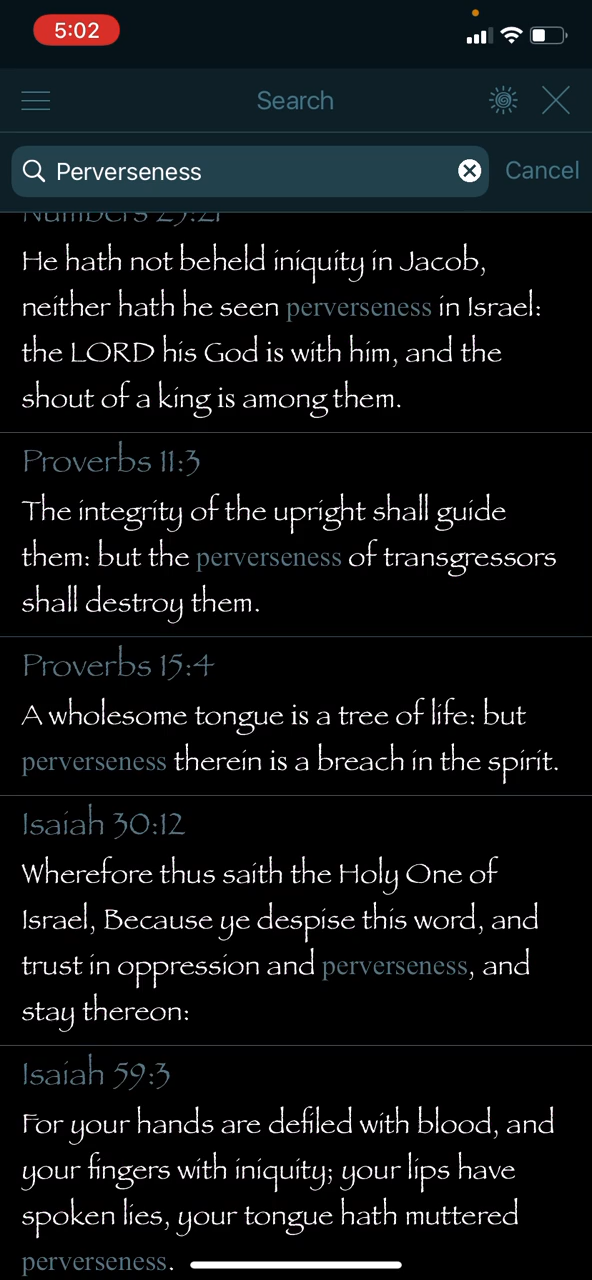 5:02
Search
Perverseness
Cancel
Numbers 23:21
He hath not beheld iniquity in Jacob,
neither hath he seen perverseness in Israel:
the LORD his God is with him, and the
shout of a king is among them.
Proverbs 11:3
The integrity of the upright shall guide
them: but the perverseness of transgressors
shall destroy them.
Proverbs 15:4
A wholesome tongue is a tree of life: but
perverseness therein is a breach in the spirit.
Isaiah 30:12
Wherefore thus saith the Holy One of
Israel, Because ye despise this word, and
trust in oppression and perverseness, and
stay thereon:
Isaiah 59:3
For your hands are defiled with blood, and
your fingers with iniquity; your lips have
spoken lies, your tongue hath muttered
perverseness.